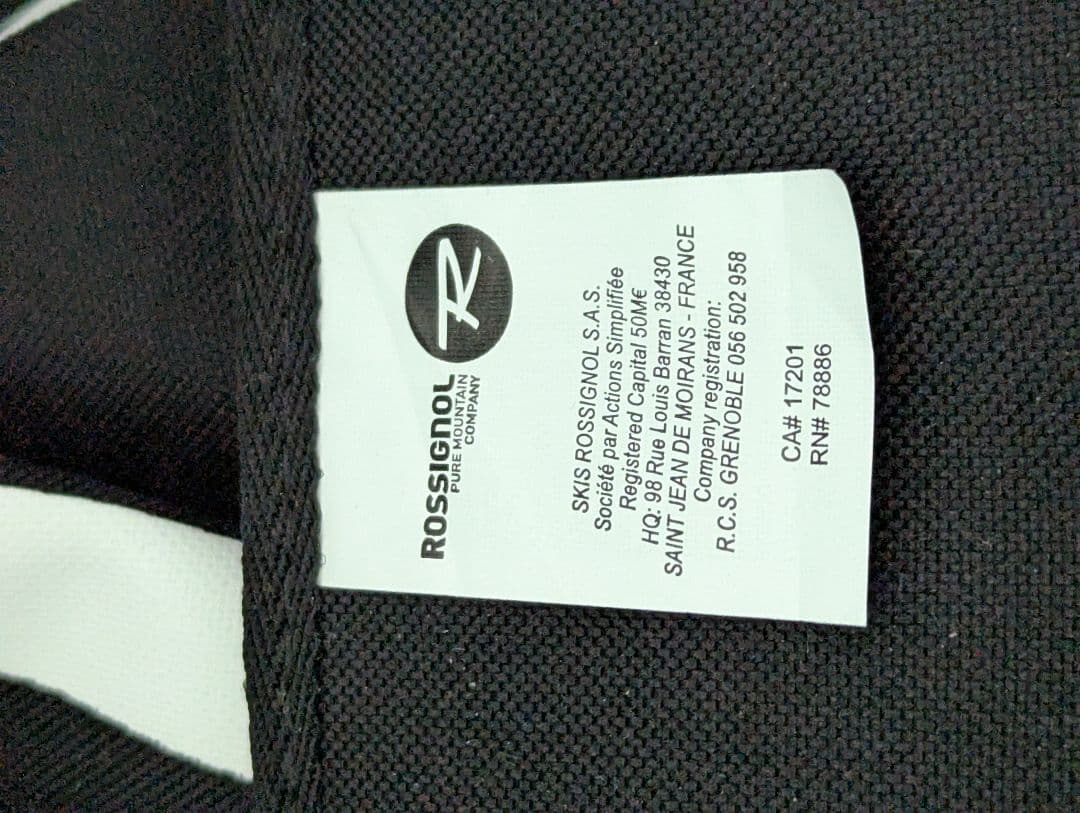 ROSSIGNOL
PURE MOUNTAIN
COMPANY
R
SKIS ROSSIGNOL S.A.S.
Société par Actions Simplifiée
Registered Capital 50M€
HQ: 98 Rue Louis Barran 38430
SAINT JEAN DE MOIRANS - FRANCE
Company registration:
R.C.S. GRENOBLE 056 502 958
CA# 17201
RN# 78886